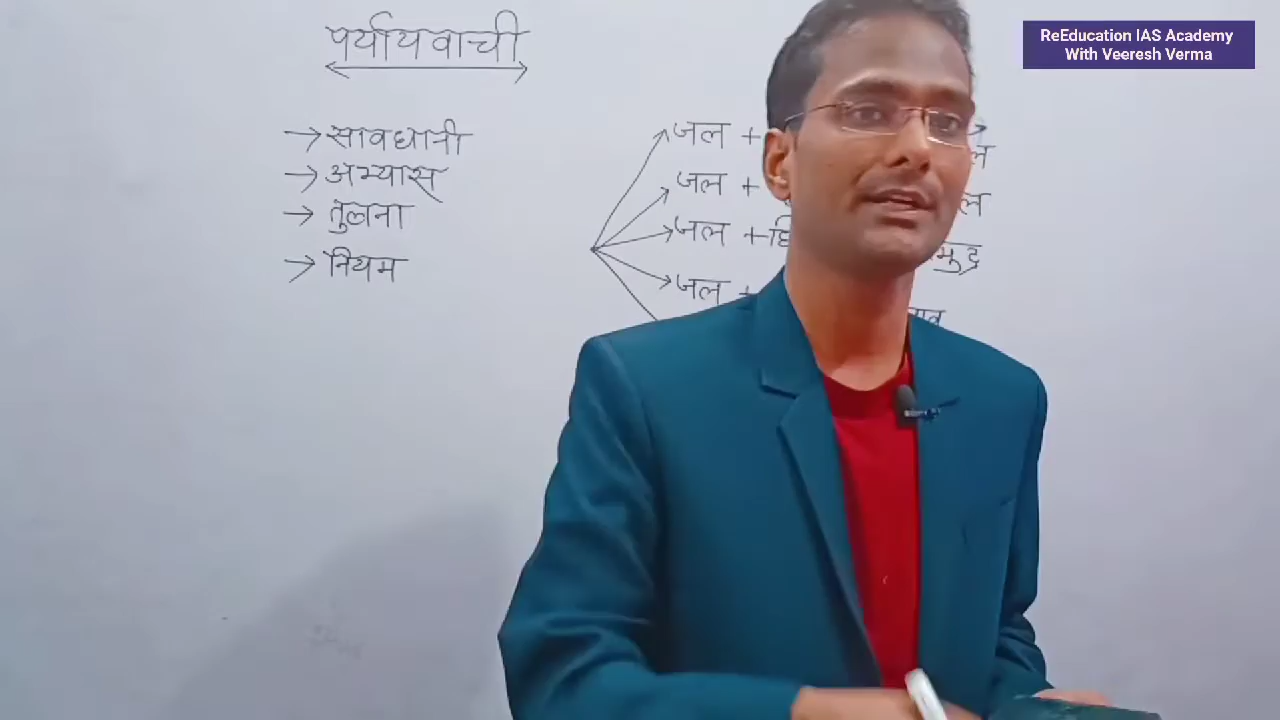 पर्यायवाची
ReEducation IAS Academy
With Veeresh Verma
→ सावधानी
→ अभ्यास
→ तुलना
→ नियम
जल +
जल +
जल +
जल +